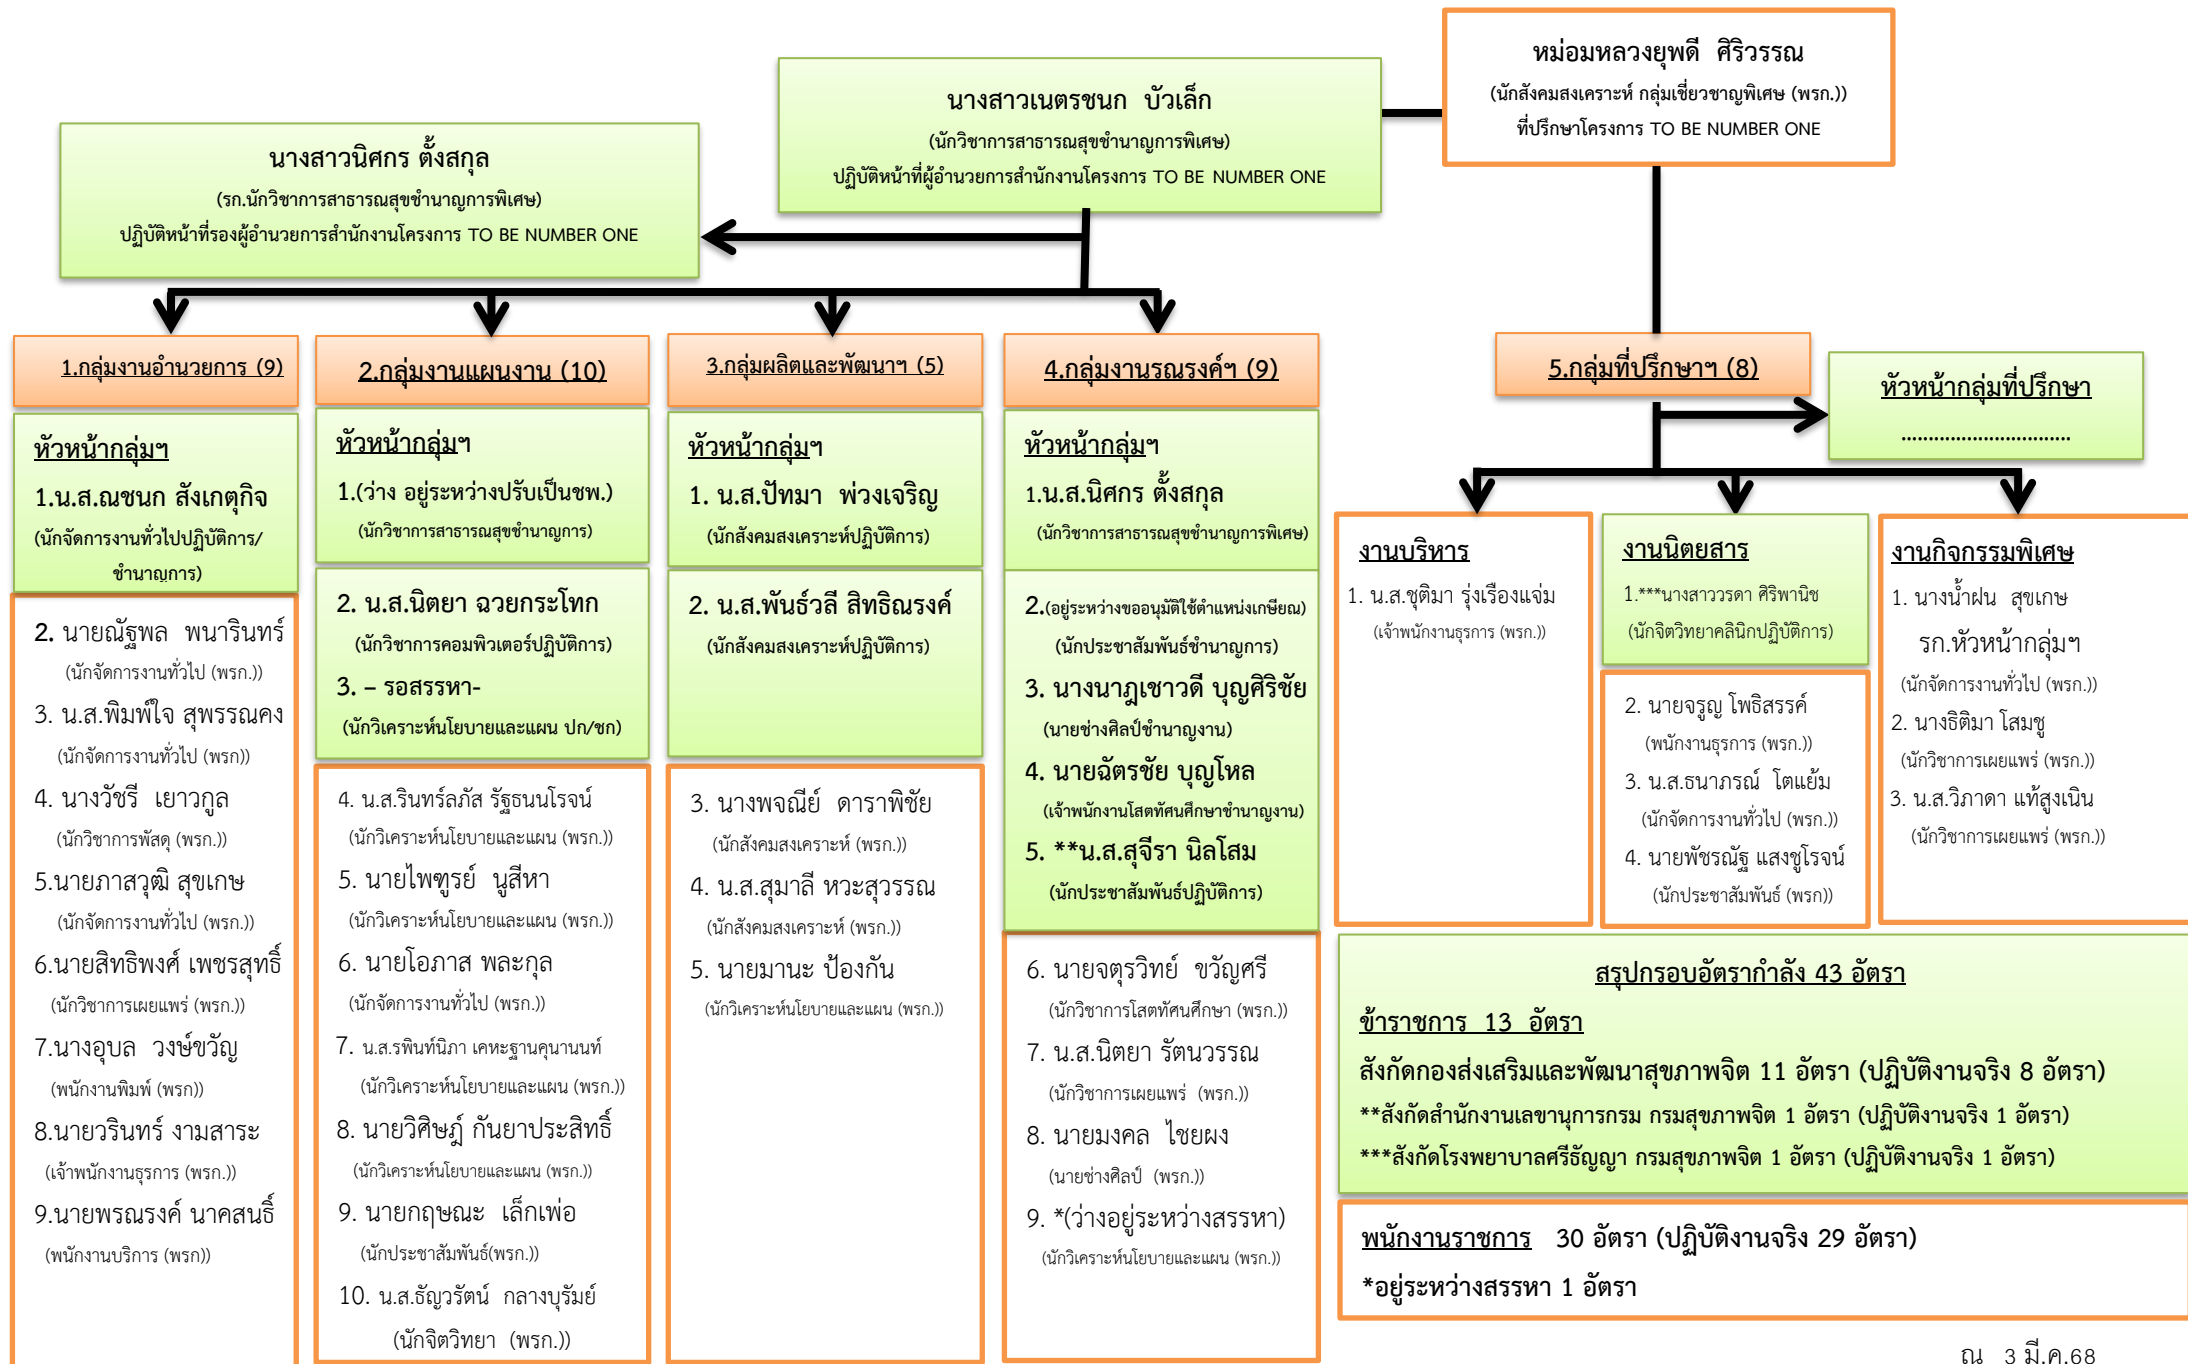 หม่อมหลวงยุพดี ศิริวรรณ
(นักสังคมสงเคราะห์ กลุ่มเชี่ยวชาญพิเศษ (พรก.))
ที่ปรึกษาโครงการ TO BE NUMBER ONE
นางสาวเนตรชนก บัวเล็ก
(นักวิชาการสาธารณสุขชำนาญการพิเศษ)
ปฏิบัติหน้าที่ผู้อำนวยการสำนักงานโครงการ TO BE NUMBER ONE
นางสาวนิศกร ตั้งสกุล
(รก.นักวิชาการสาธารณสุขชำนาญการพิเศษ)
ปฏิบัติหน้าที่รองผู้อำนวยการสำนักงานโครงการ TO BE NUMBER ONE
1.กลุ่มงานอำนวยการ (9)
หัวหน้ากลุ่มฯ
1.น.ส.ณชนก สังเกตุกิจ
(นักจัดการงานทั่วไปปฏิบัติการ/
ชำนาญการ)
2. นายณัฐพล พนารินทร์
(นักจัดการงานทั่วไป (พรก.))
3. น.ส.พิมพ์ใจ สุพรรณคง
(นักจัดการงานทั่วไป (พรก))
4. นางวัชรี เยาวกูล
(นักวิชาการพัสดุ (พรก.))
5.นายภาสวุฒิ สุขเกษ
(นักจัดการงานทั่วไป (พรก.))
6.นายสิทธิพงศ์ เพชรสุทธิ์
(นักวิชาการเผยแพร่ (พรก.))
7.นางอุบล วงษ์ขวัญ
(พนักงานพิมพ์ (พรก))
8.นายวรินทร์ งามสาระ
(เจ้าพนักงานธุรการ (พรก.))
9.นายพรณรงค์ นาคสนธิ์
(พนักงานบริการ (พรก))
2.กลุ่มงานแผนงาน (10)
หัวหน้ากลุ่มฯ
1.(ว่าง อยู่ระหว่างปรับเป็นชพ.)
(นักวิชาการสาธารณสุขชำนาญการ)
2. น.ส.นิตยา ฉวยกระโทก
(นักวิชาการคอมพิวเตอร์ปฏิบัติการ)
3. – รอสรรหา-
(นักวิเคราะห์นโยบายและแผน ปก/ชก)
4. น.ส.รินทร์ลภัส รัฐธนนโรจน์
(นักวิเคราะห์นโยบายและแผน (พรก.))
5. นายไพฑูรย์ นูสีหา
(นักวิเคราะห์นโยบายและแผน (พรก.))
6. นายโอภาส พละกุล
(นักจัดการงานทั่วไป (พรก.))
7. น.ส.รพินท์นิภา เคหะฐานคุนานนท์
(นักวิเคราะห์นโยบายและแผน (พรก.))
8. นายวิศิษฎ์ กันยาประสิทธิ์
(นักวิเคราะห์นโยบายและแผน (พรก.))
9. นายกฤษณะ เล็กเพ่อ
(นักประชาสัมพันธ์(พรก.))
10. น.ส.ธัญวรัตน์ กลางบุรัมย์
(นักจิตวิทยา (พรก.))
3.กลุ่มผลิตและพัฒนาฯ (5)
หัวหน้ากลุ่มฯ
1. น.ส.ปัทมา พ่วงเจริญ
(นักสังคมสงเคราะห์ปฏิบัติการ)
2. น.ส.พันธ์วลี สิทธิณรงค์
(นักสังคมสงเคราะห์ปฏิบัติการ)
3. นางพจณีย์ ดาราพิชัย
(นักสังคมสงเคราะห์ (พรก.))
4. น.ส.สุมาลี หวะสุวรรณ
(นักสังคมสงเคราะห์ (พรก.))
5. นายมานะ ป้องกัน
(นักวิเคราะห์นโยบายและแผน (พรก.))
4.กลุ่มงานรณรงค์ฯ (9)
หัวหน้ากลุ่มฯ
1.น.ส.นิศกร ตั้งสกุล
(นักวิชาการสาธารณสุขชำนาญการพิเศษ)
2.(อยู่ระหว่างขออนุมัติใช้ตำแหน่งเกษียณ)
(นักประชาสัมพันธ์ชำนาญการ)
3. นางนาฎเชาวดี บุญศิริชัย
(นายช่างศิลป์ชำนาญงาน)
4. นายฉัตรชัย บุญโหล
(เจ้าพนักงานโสตทัศนศึกษาชำนาญงาน)
5. **น.ส.สุจีรา นิลโสม
(นักประชาสัมพันธ์ปฏิบัติการ)
6. นายจตุรวิทย์ ขวัญศรี
(นักวิชาการโสตทัศนศึกษา (พรก.))
7. น.ส.นิตยา รัตนวรรณ
(นักวิชาการเผยแพร่ (พรก.))
8. นายมงคล ไชยผง
(นายช่างศิลป์ (พรก.))
9. *(ว่างอยู่ระหว่างสรรหา)
(นักวิเคราะห์นโยบายและแผน (พรก.))
5.กลุ่มที่ปรึกษาฯ (8)
หัวหน้ากลุ่มที่ปรึกษา
...............................
งานบริหาร
1. น.ส.ชุติมา รุ่งเรืองแจ่ม
(เจ้าพนักงานธุรการ (พรก.))
งานนิตยสาร
1.***นางสาววรดา ศิริพานิช
(นักจิตวิทยาคลินิกปฏิบัติการ)
2. นายจรูญ โพธิสรรค์
(พนักงานธุรการ (พรก.))
3. น.ส.ธนาภรณ์ โตแย้ม
(นักจัดการงานทั่วไป (พรก.))
4. นายพัชรณัฐ แสงชูโรจน์
(นักประชาสัมพันธ์ (พรก))
งานกิจกรรมพิเศษ
1. นางน้ำฝน สุขเกษ
รก.หัวหน้ากลุ่มฯ
(นักจัดการงานทั่วไป (พรก.))
2. นางธิติมา โสมชู
(นักวิชาการเผยแพร่ (พรก.))
3. น.ส.วิภาดา แท้สูงเนิน
(นักวิชาการเผยแพร่ (พรก.))
สรุปกรอบอัตรากำลัง 43 อัตรา
ข้าราชการ 13 อัตรา
สังกัดกองส่งเสริมและพัฒนาสุขภาพจิต 11 อัตรา (ปฏิบัติงานจริง 8 อัตรา)
**สังกัดสำนักงานเลขานุการกรม กรมสุขภาพจิต 1 อัตรา (ปฏิบัติงานจริง 1 อัตรา)
***สังกัดโรงพยาบาลศรีธัญญา กรมสุขภาพจิต 1 อัตรา (ปฏิบัติงานจริง 1 อัตรา)
พนักงานราชการ 30 อัตรา (ปฏิบัติงานจริง 29 อัตรา)
*อยู่ระหว่างสรรหา 1 อัตรา
ณ 3 มี.ค.68